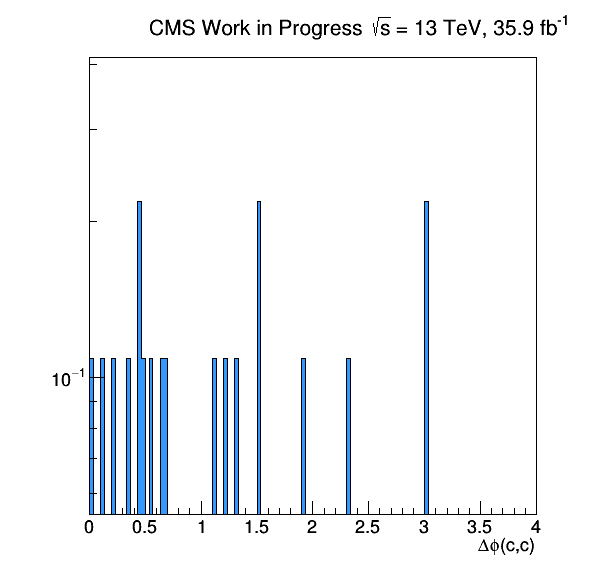 CMS Work in Progress √s = 13 TeV, 35.9 fb⁻¹
10⁻¹
0 0.5 1 1.5 2 2.5 3 3.5 4
Δϕ(c,c)